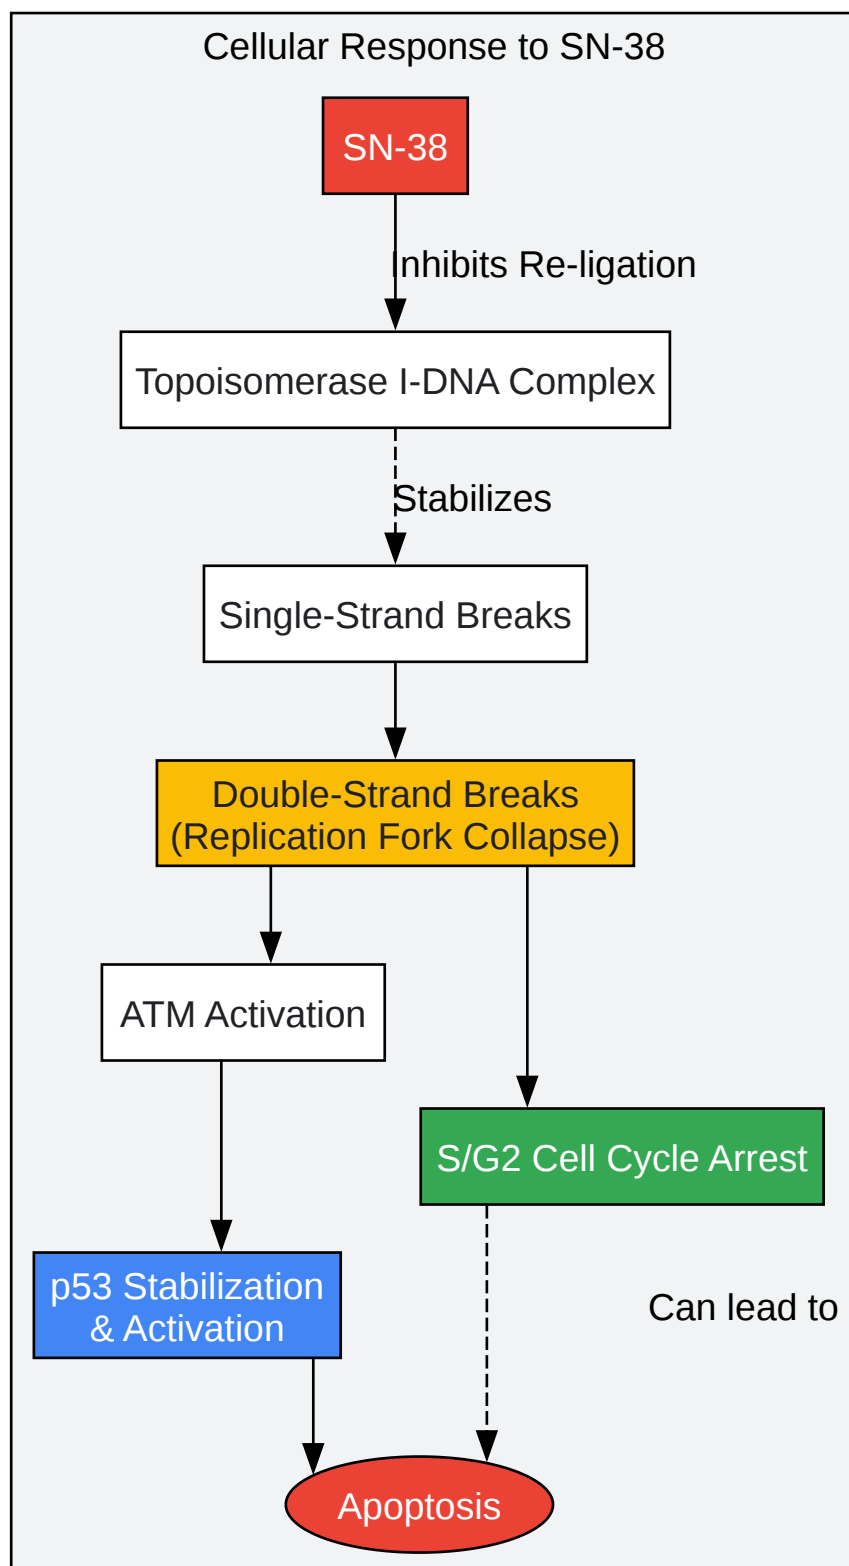 Cellular Response to SN-38
SN-38
Inhibits Re-ligation
Topoisomerase I-DNA Complex
Stabilizes
Single-Strand Breaks
Double-Strand Breaks
(Replication Fork Collapse)
ATM Activation
S/G2 Cell Cycle Arrest
p53 Stabilization
& Activation
Can lead to
Apoptosis